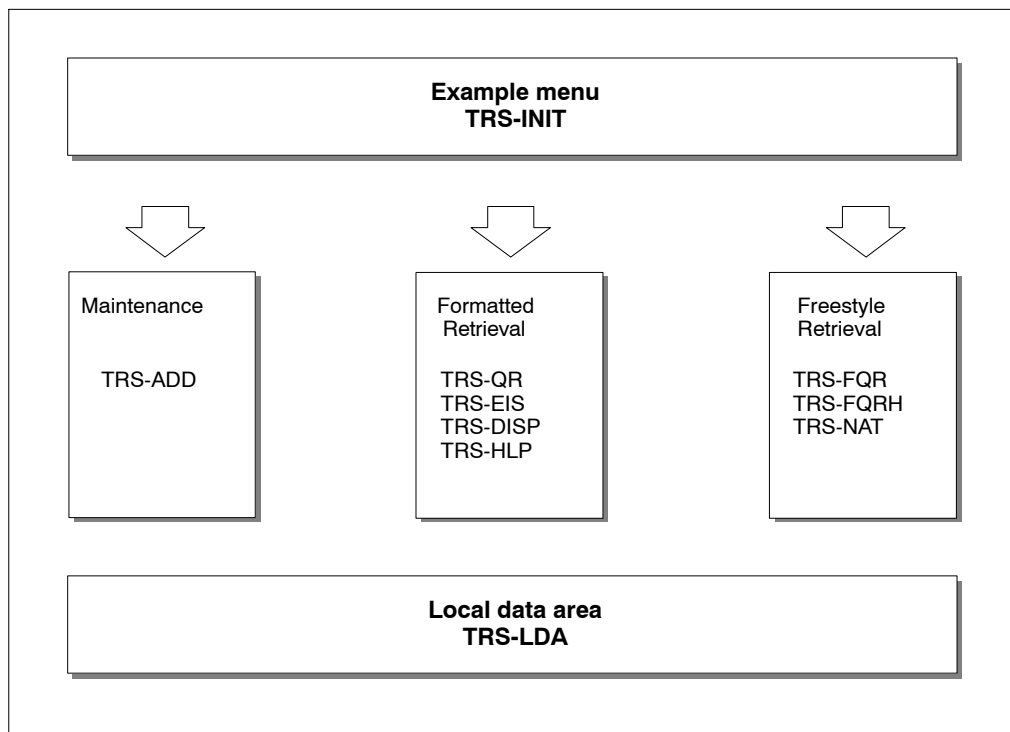 Example menu
TRS-INIT
Maintenance
TRS-ADD
Formatted
Retrieval
TRS-QR
TRS-EIS
TRS-DISP
TRS-HLP
Freestyle
Retrieval
TRS-FQR
TRS-FQRH
TRS-NAT
Local data area
TRS-LDA